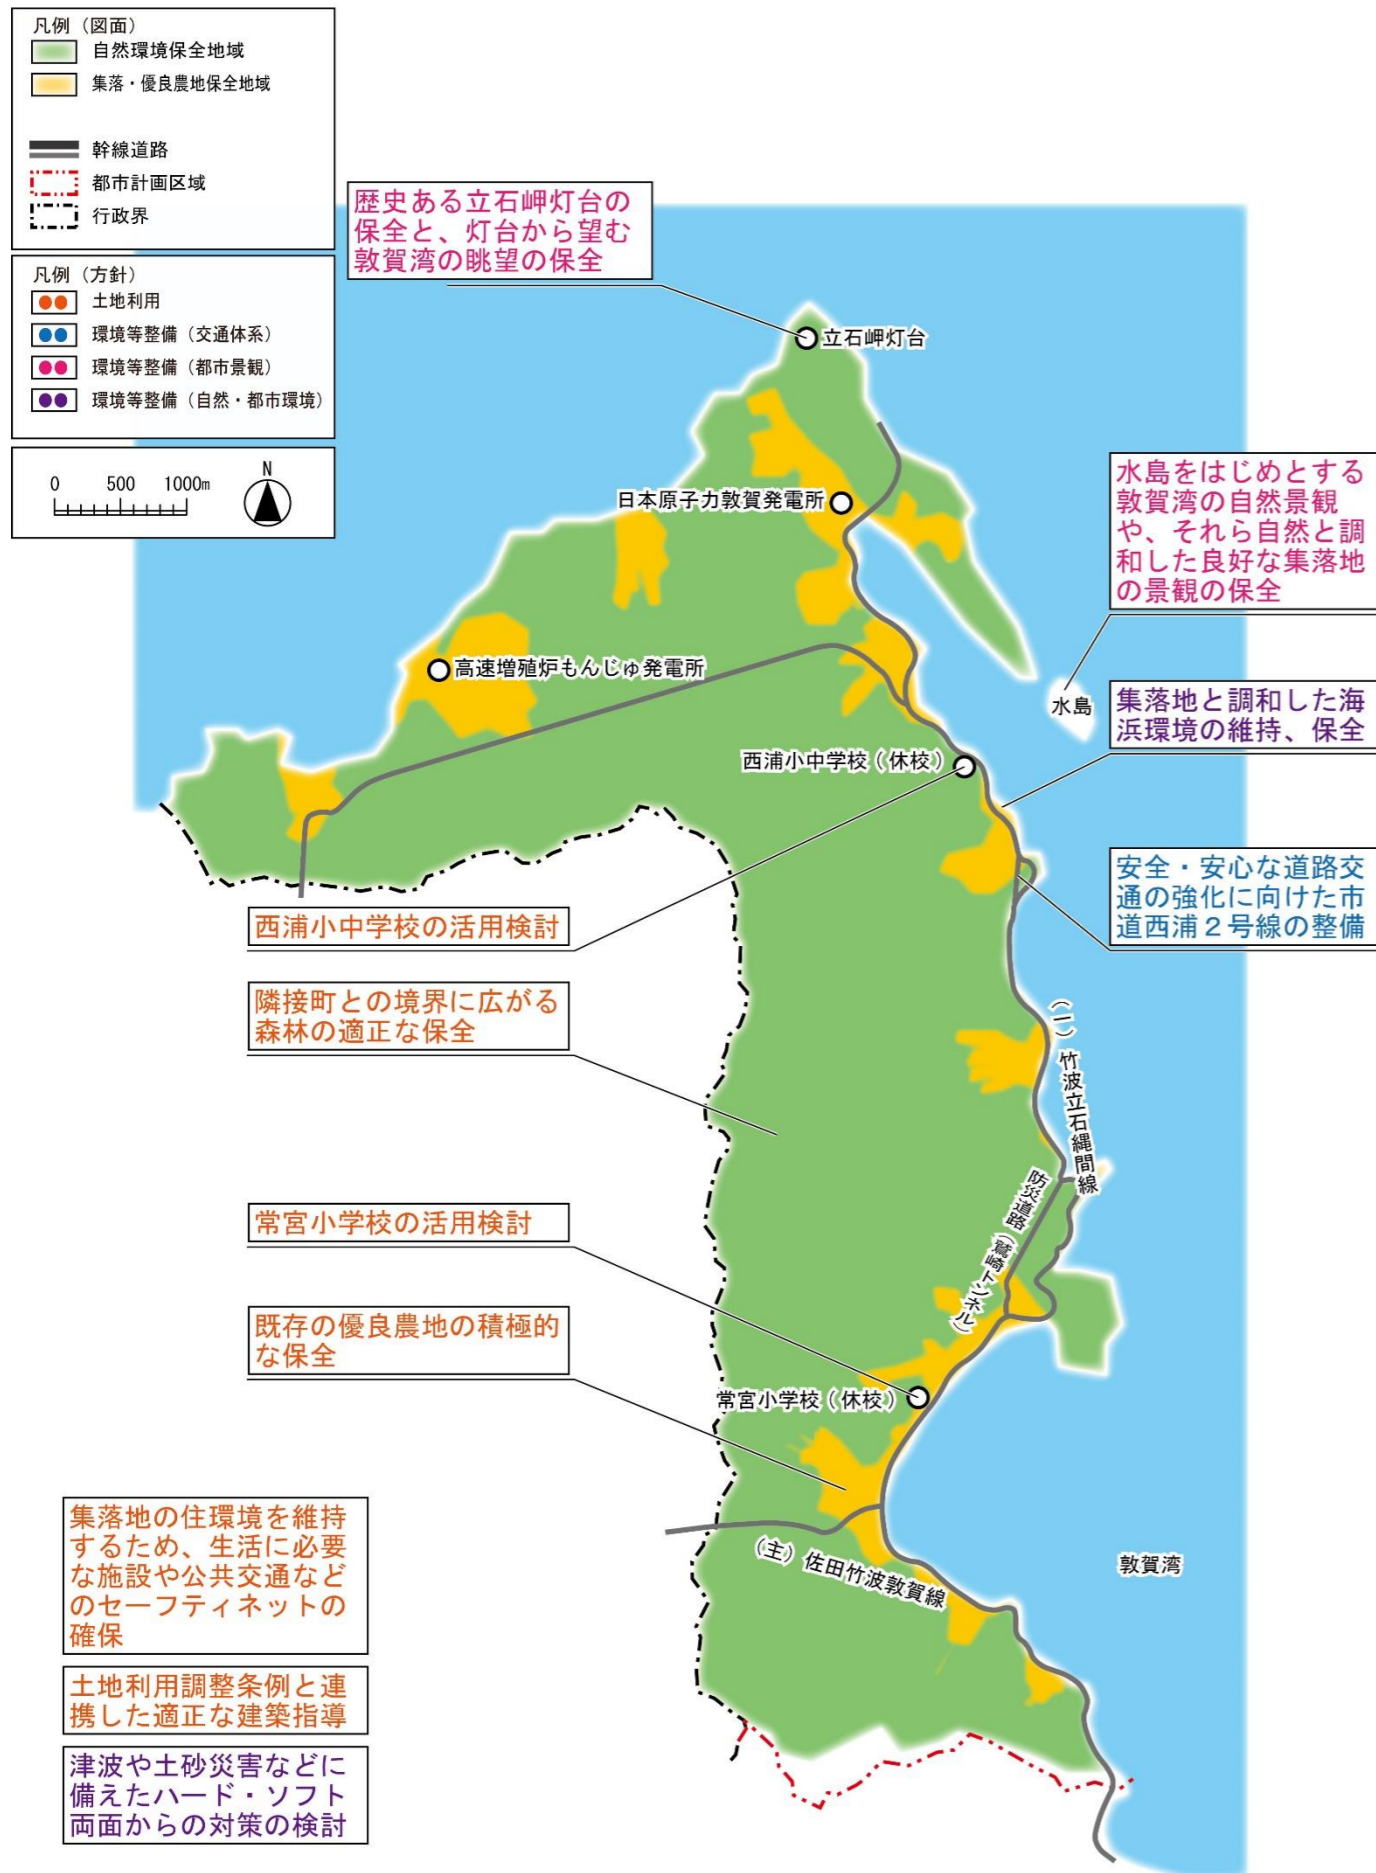 凡例（図面）
自然環境保全地域
集落・優良農地保全地域
幹線道路
都市計画区域
行政界
凡例（方針）
土地利用
環境等整備（交通体系）
環境等整備（都市景観）
環境等整備（自然・都市環境）
0 500 1000m
N
歴史ある立石岬灯台の
保全と、灯台から望む
敦賀湾の眺望の保全
立石岬灯台
日本原子力敦賀発電所
高速増殖炉もんじゅ発電所
水島をはじめとする
敦賀湾の自然景観
や、それら自然と調
和した良好な集落地
の景観の保全
水島
集落地と調和した海
浜環境の維持、保全
西浦小中学校（休校）
安全・安心な道路交
通の強化に向けた市
道西浦２号線の整備
西浦小中学校の活用検討
隣接町との境界に広がる
森林の適正な保全
（一）竹波立石縄間線
防災道路（鷲崎トンネル）
常宮小学校の活用検討
既存の優良農地の積極的
な保全
常宮小学校（休校）
（主）佐田竹波敦賀線
敦賀湾
集落地の住環境を維持
するため、生活に必要
な施設や公共交通など
のセーフティネットの
確保
土地利用調整条例と連
携した適正な建築指導
津波や土砂災害などに
備えたハード・ソフト
両面からの対策の検討